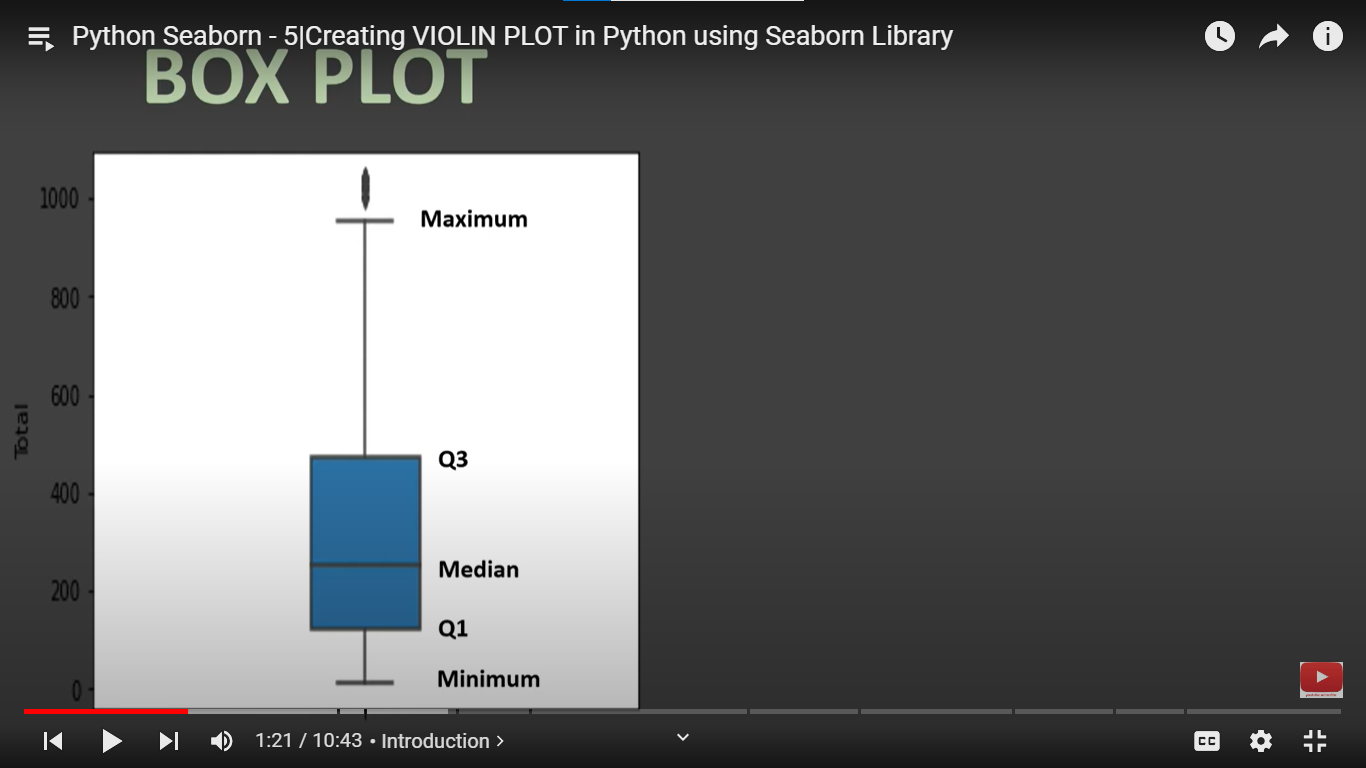 Python Seaborn - 5|Creating VIOLIN PLOT in Python using Seaborn Library
BOX PLOT
1000
Maximum
800
600
Total
Q3
400
Median
200
Q1
Minimum
0
1:21 / 10:43 • Introduction >
CC